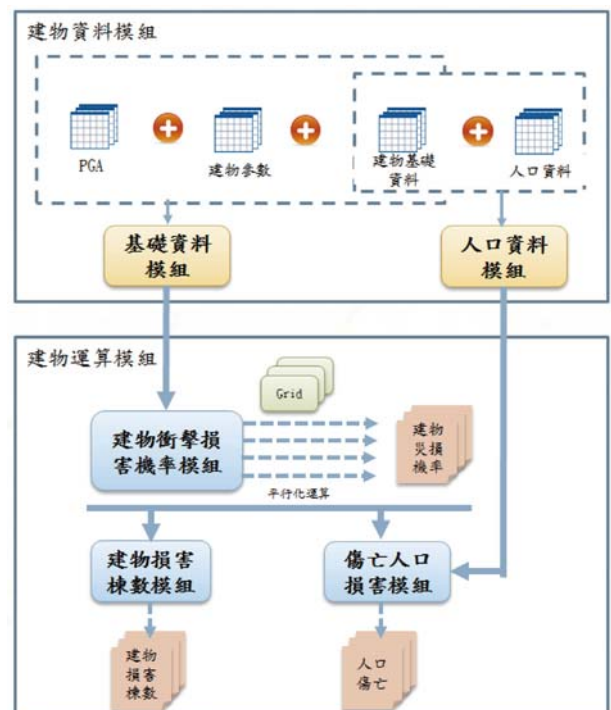 建物資料模組
PGA
建物參數
建物基礎
資料
人口資料
基礎資料
模組
人口資料
模組
建物運算模組
Grid
建物衝擊損
害機率模組
建物
災損
機率
平行化運算
建物損害
棟數模組
傷亡人口
損害模組
建物
損害
棟數
人口
傷亡